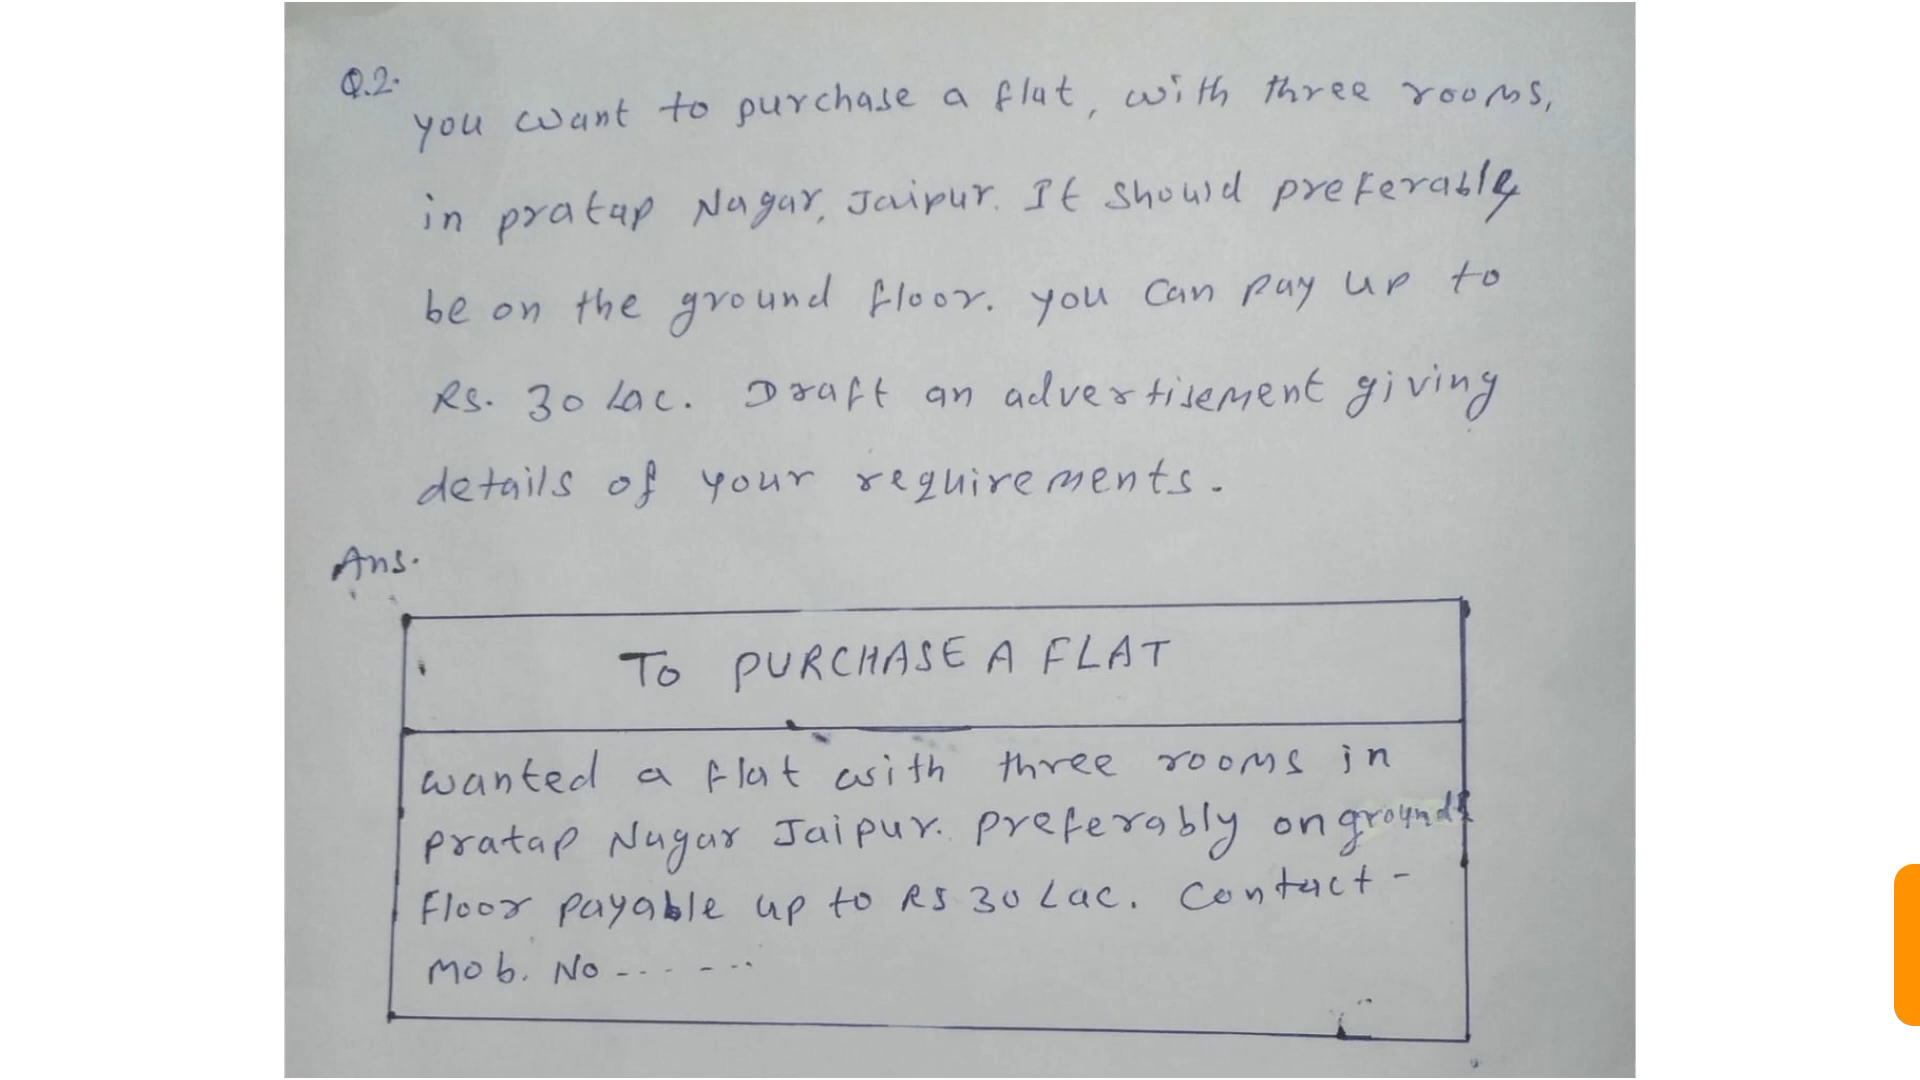 Q.2.
you want to purchase a flat, with three rooms,
in pratap Nagar, Jaipur. It should preferably
be on the ground floor. you can pay up to
Rs. 30 Lac. Draft an advertisement giving
details of your requirements.
Ans.
To PURCHASE A FLAT
wanted a flat with three rooms in
pratap Nagar Jaipur. preferably on ground
floor payable up to RS 30 Lac. Contact -
Mob. No - - - - - - -